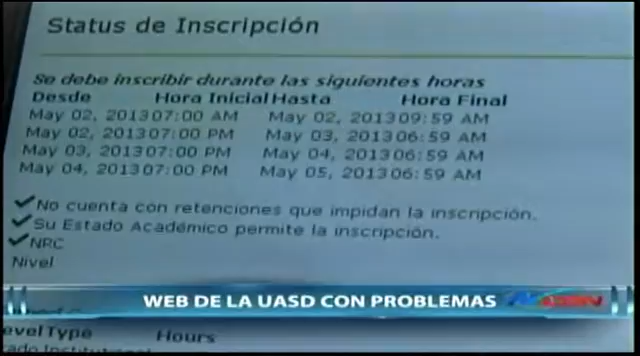 Status de Inscripción
Se debe inscribir durante las siguientes horas
Desde Hora Inicial Hasta Hora Final
May 02, 2013 07:00 AM May 02, 2013 09:59 AM
May 02, 2013 07:00 PM May 03, 2013 06:59 AM
May 03, 2013 07:00 PM May 04, 2013 06:59 AM
May 04, 2013 07:00 PM May 05, 2013 06:59 AM
No cuenta con retenciones que impidan la inscripción.
Su Estado Académico permite la inscripción.
NRC
Nivel
WEB DE LA UASD CON PROBLEMAS
evel Type Hours